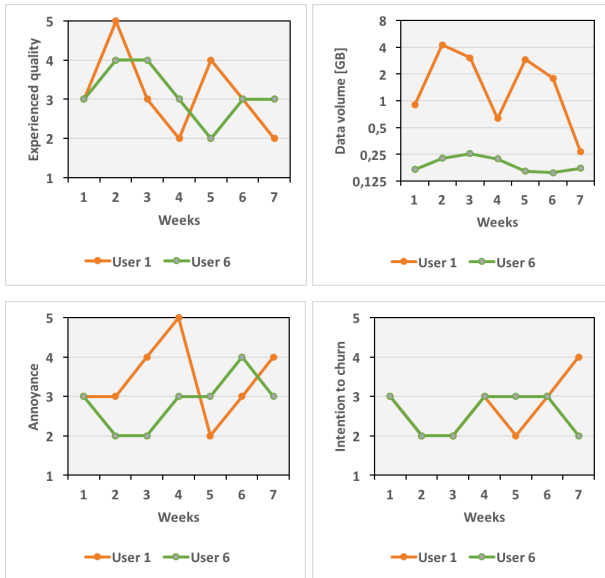 Experienced quality
5
4
3
2
1
1 2 3 4 5 6 7
Weeks
User 1 User 6
Data volume [GB]
8
4
2
1
0,5
0,25
0,125
1 2 3 4 5 6 7
Weeks
User 1 User 6
Annoyance
5
4
3
2
1
1 2 3 4 5 6 7
Weeks
User 1 User 6
Intention to churn
5
4
3
2
1
1 2 3 4 5 6 7
Weeks
User 1 User 6